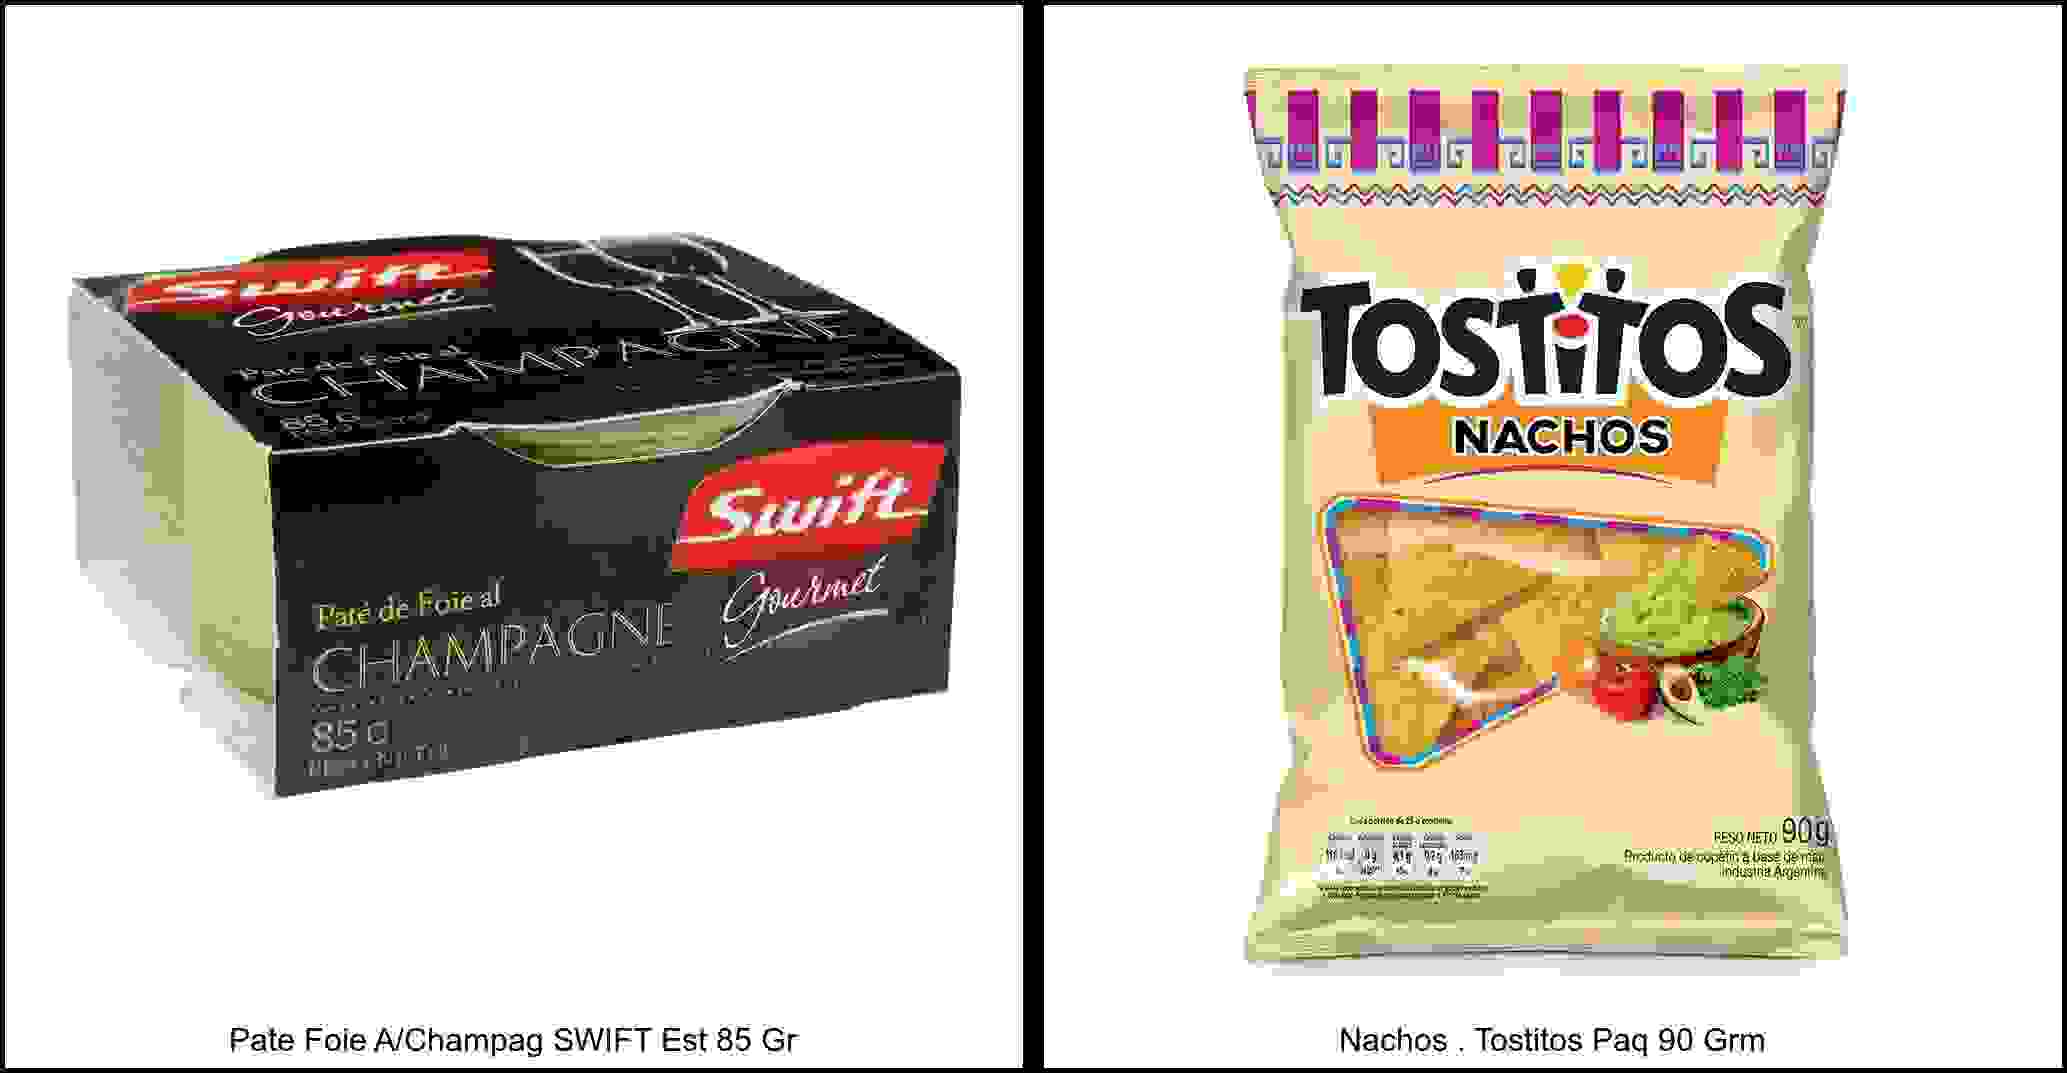 Swift
Gourmet
Paté de Foie al
CHAMPAGNE
85 G
Swift
Gourmet
Paté de Foie al
CHAMPAGNE
85 G
Pate Foie A/Champag SWIFT Est 85 Gr
TOSTITOS
NACHOS
PESO NETO 90g
Producto de copetín a base de maíz
Industria Argentina
Nachos . Tostitos Paq 90 Grm